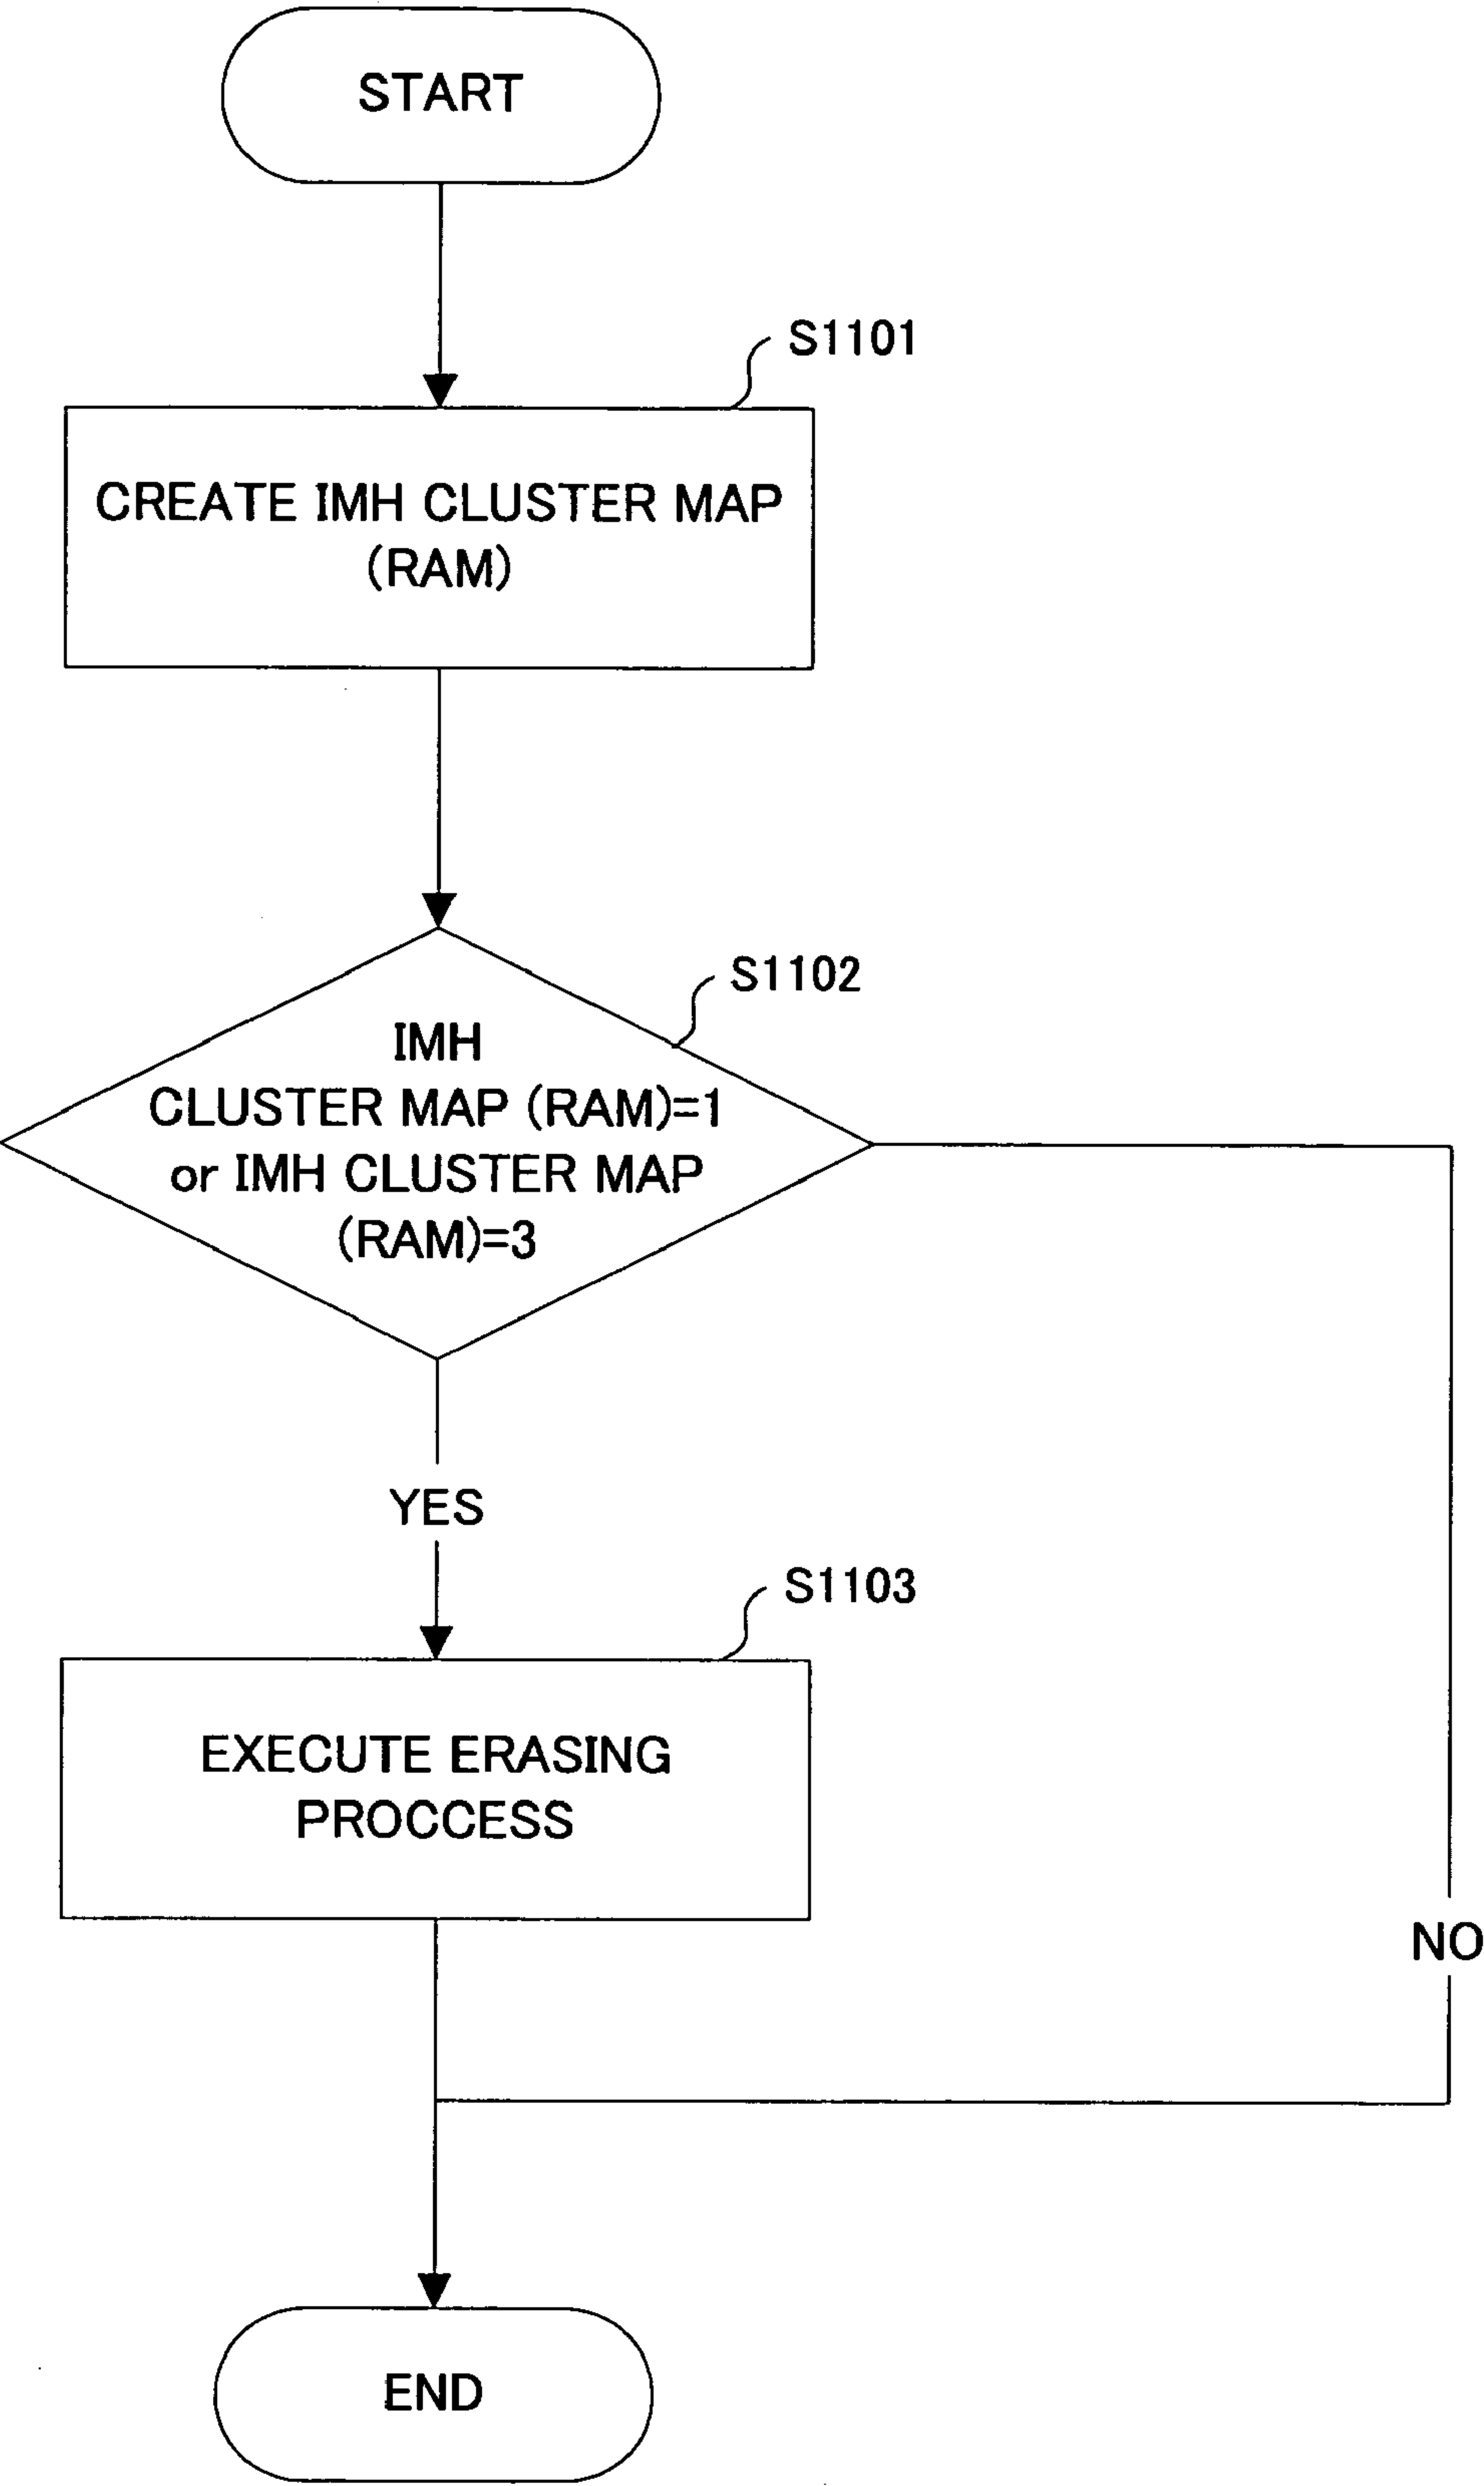 START
S1101
CREATE IMH CLUSTER MAP
(RAM)
S1102
IMH
CLUSTER MAP (RAM)=1
or IMH CLUSTER MAP
(RAM)=3
YES
S1103
EXECUTE ERASING
PROCCESS
NO
END